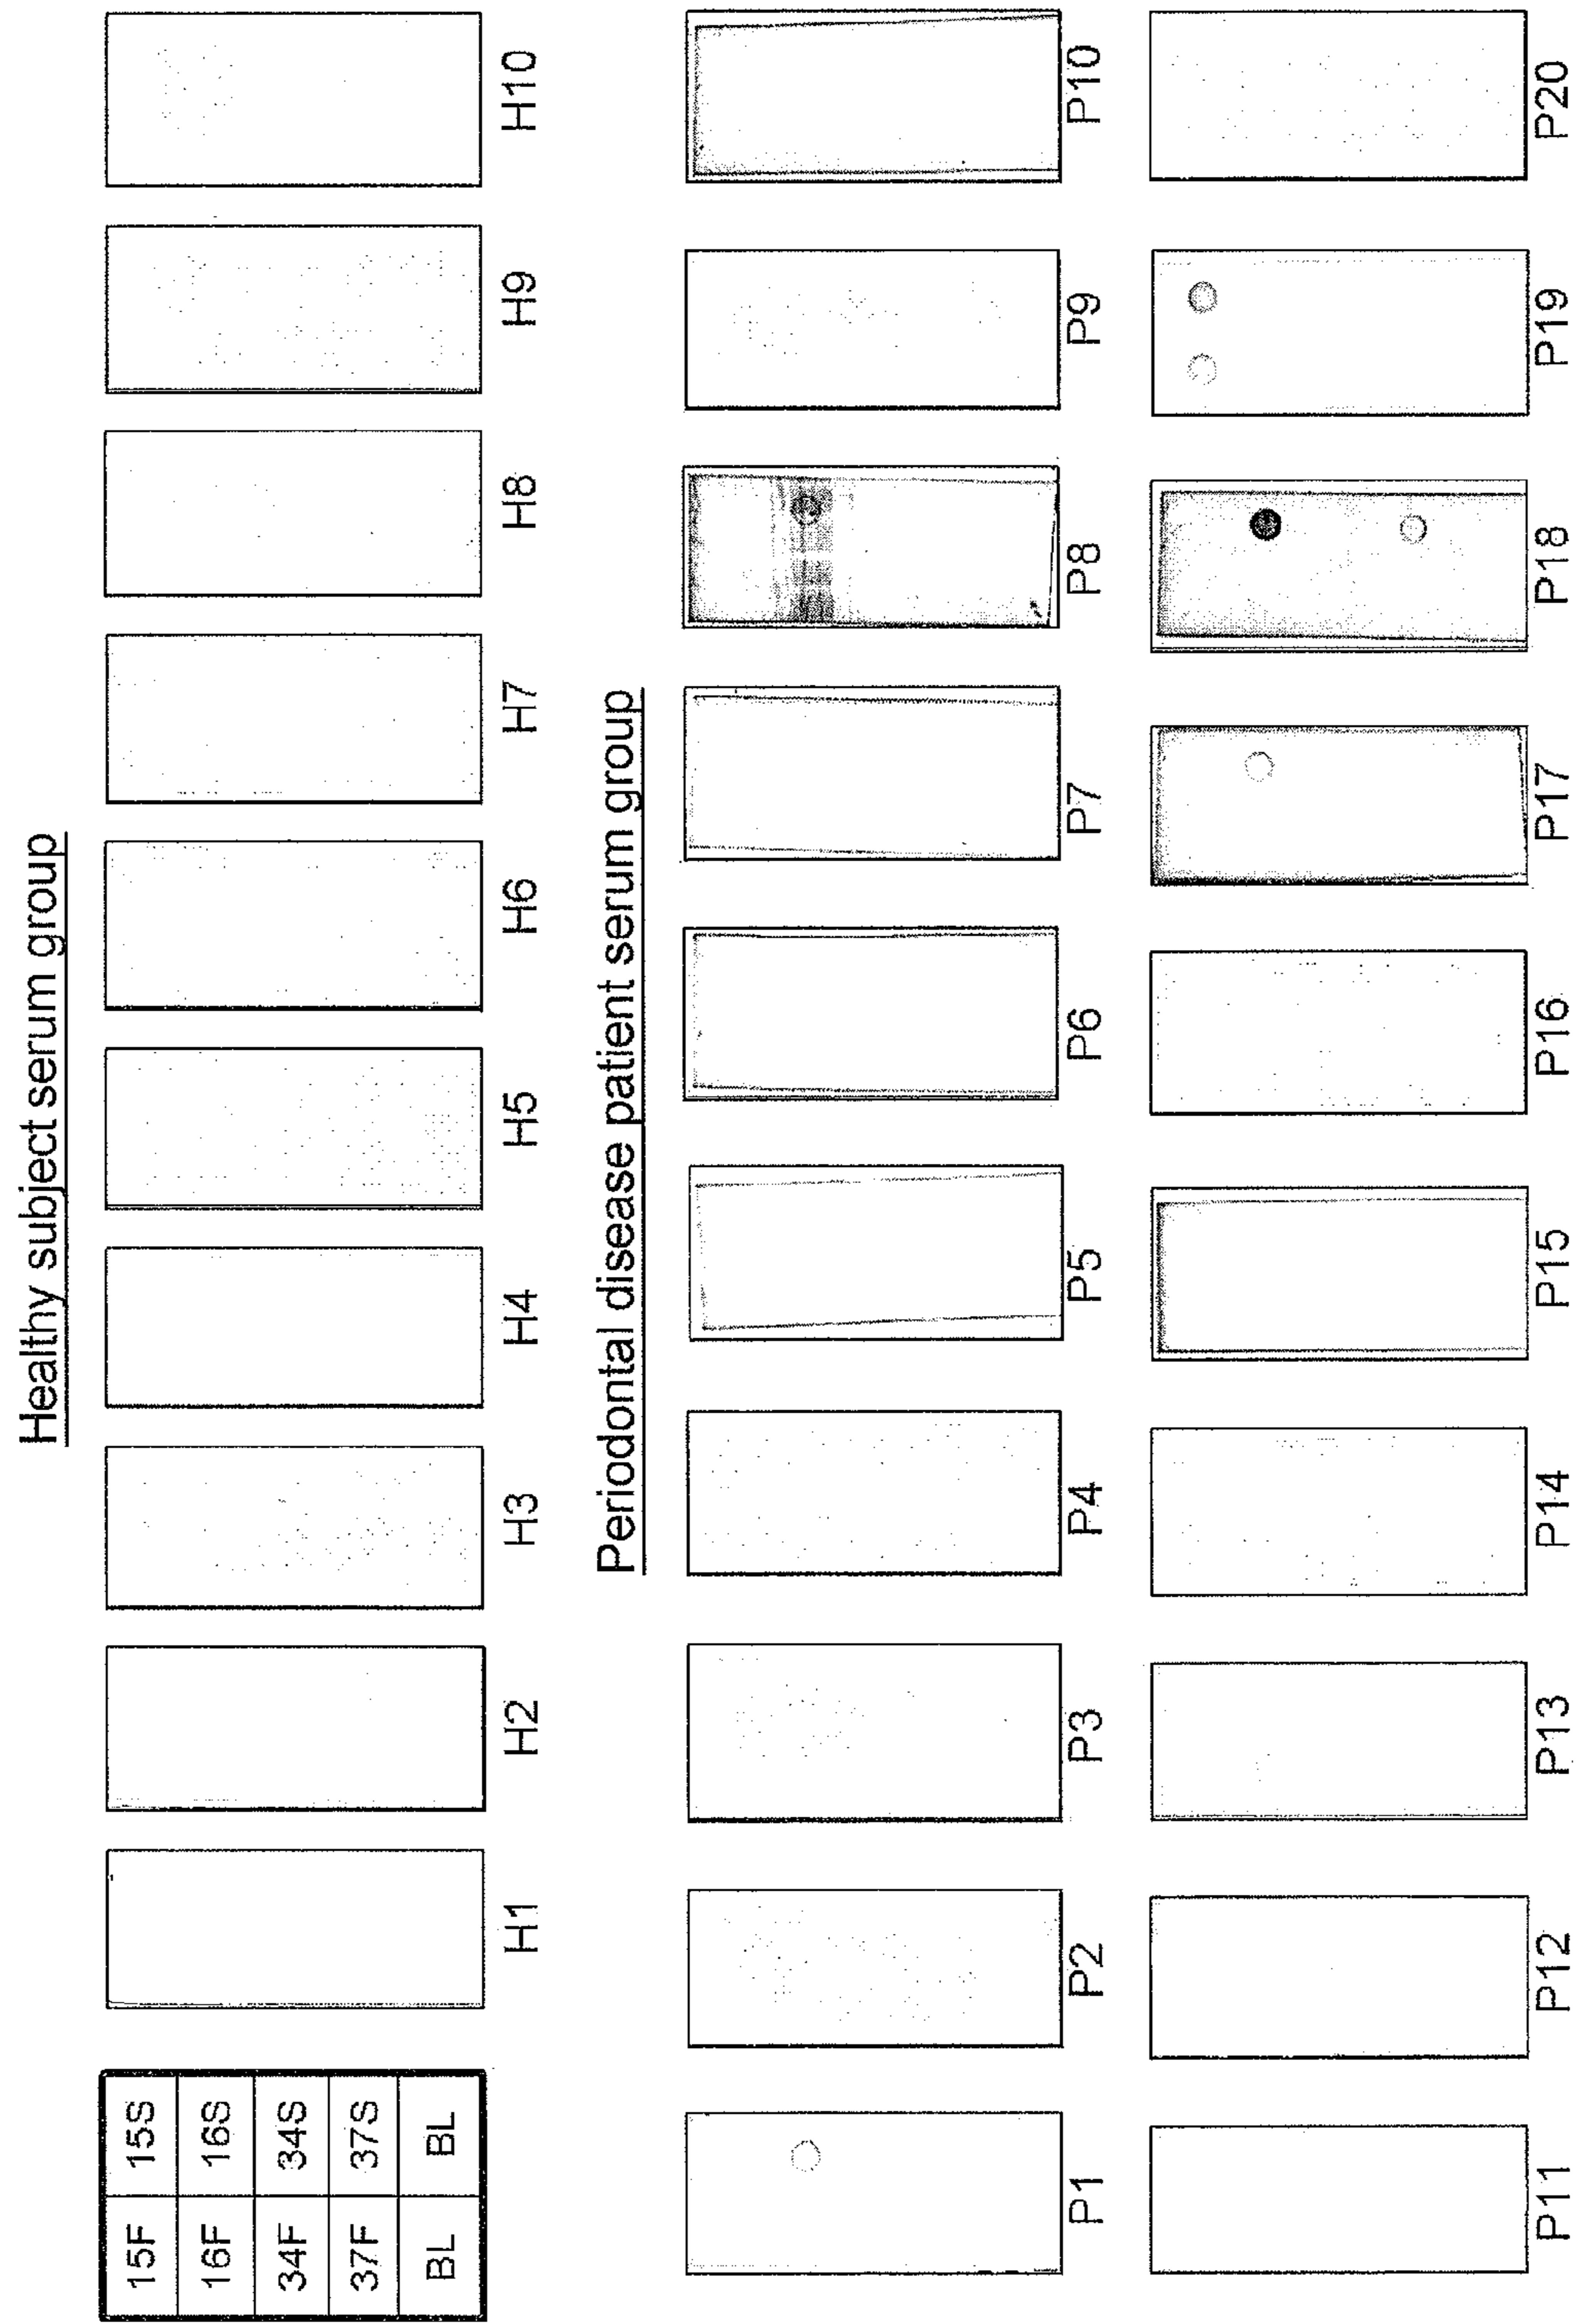 Healthy subject serum group
15F 15S
16F 16S
34F 34S
37F 37S
BL BL
H1 H2 H3 H4 H5 H6 H7 H8 H9 H10
Periodontal disease patient serum group
P1 P2 P3 P4 P5 P6 P7 P8 P9 P10
P11 P12 P13 P14 P15 P16 P17 P18 P19 P20